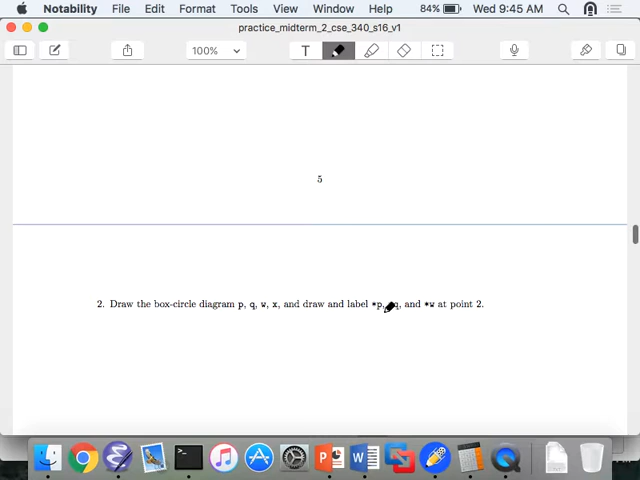 Notability File Edit Format Tools View Window Help 84% Wed 9:45 AM
practice_midterm_2_cse_340_s16_v1
100% T
5
2. Draw the box-circle diagram p, q, w, x, and draw and label *p, q, and *w at point 2.